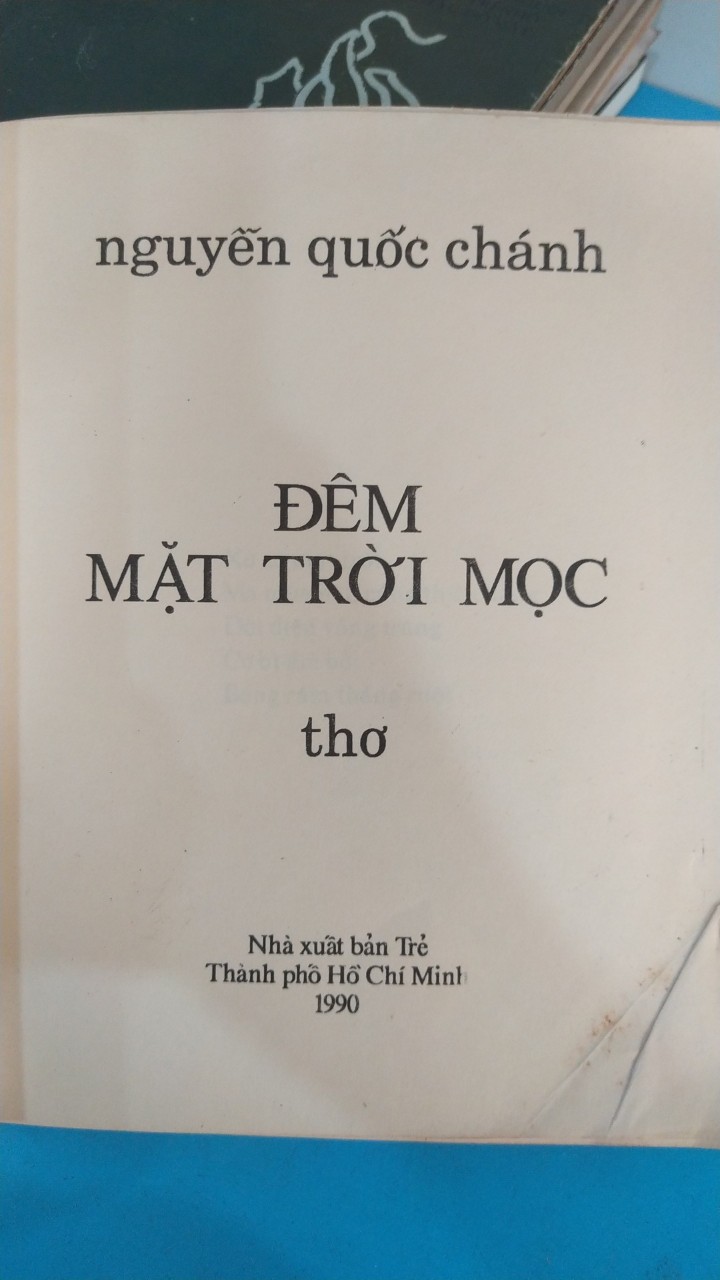 nguyễn quốc chánh
ĐÊM
MẶT TRỜI MỌC
thơ
Nhà xuất bản Trẻ
Thành phố Hồ Chí Minh
1990